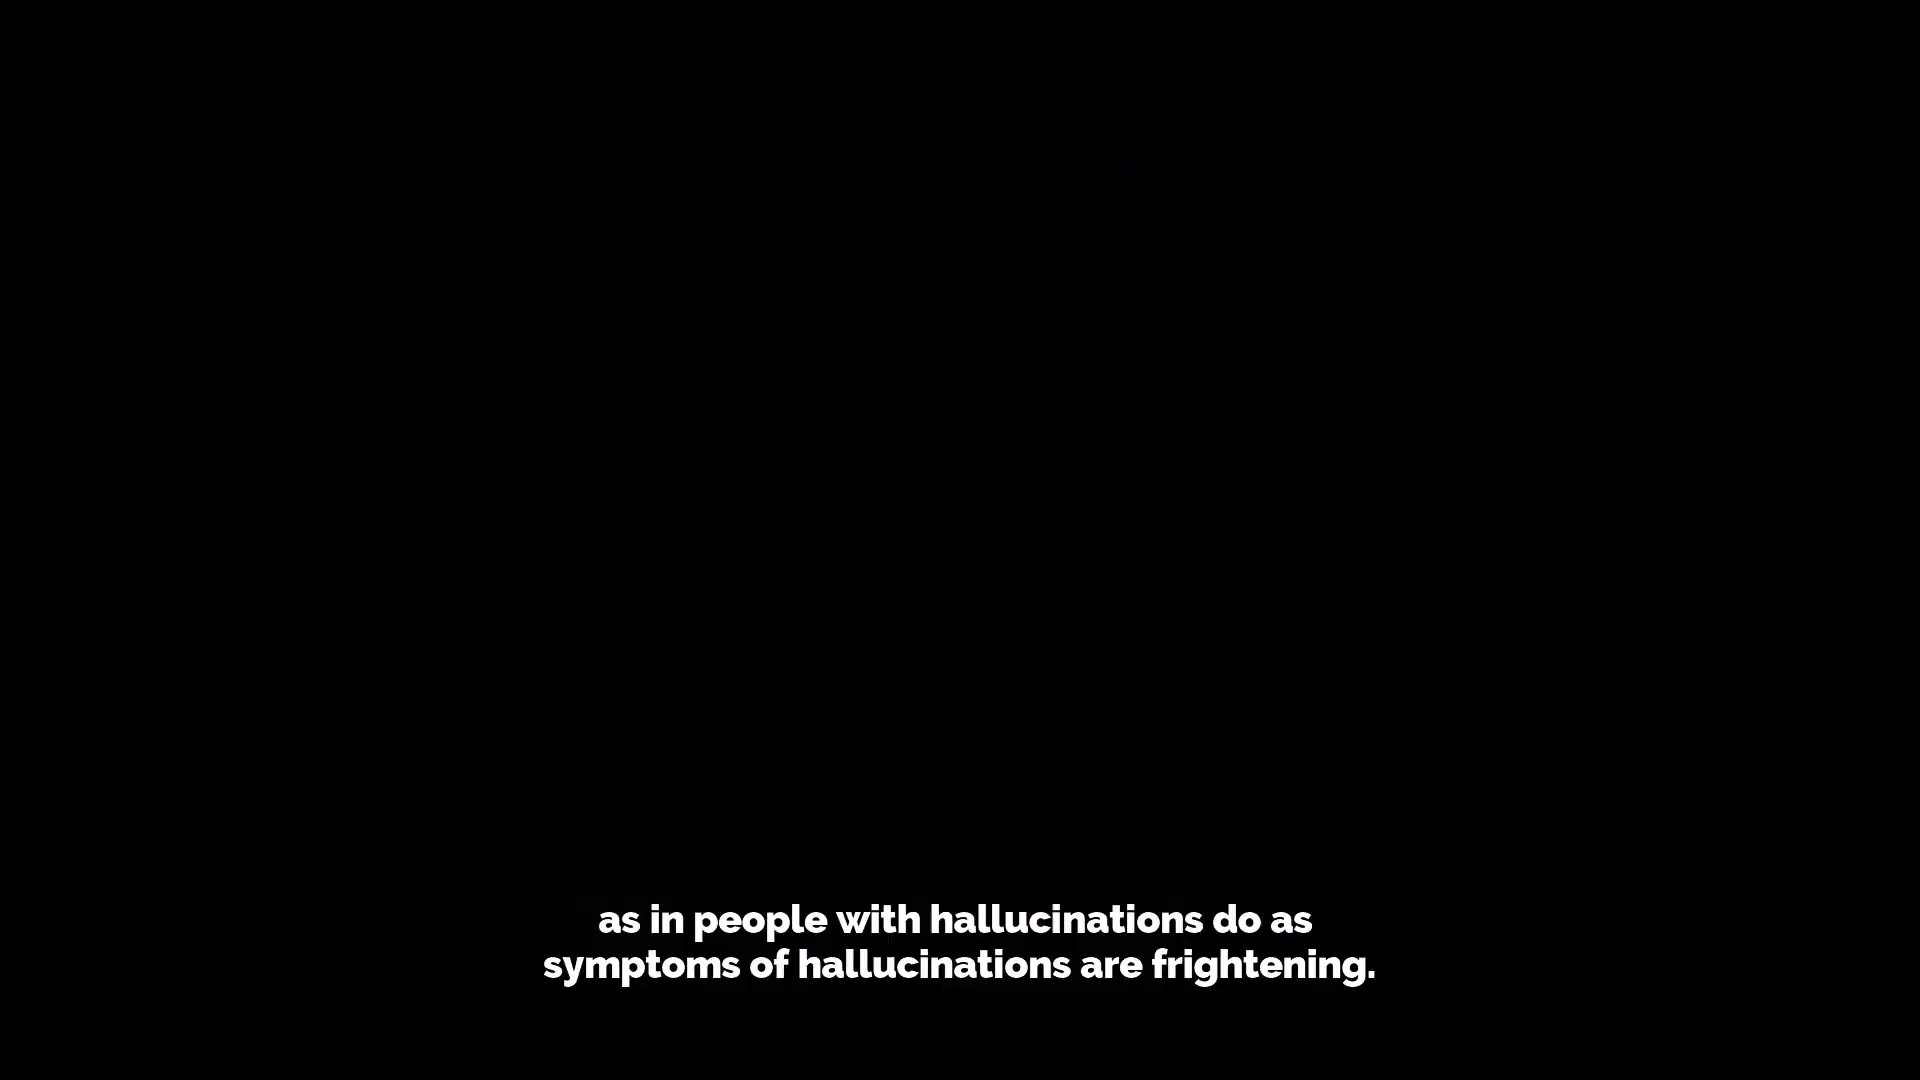 as in people with hallucinations do as
symptoms of hallucinations are frightening.